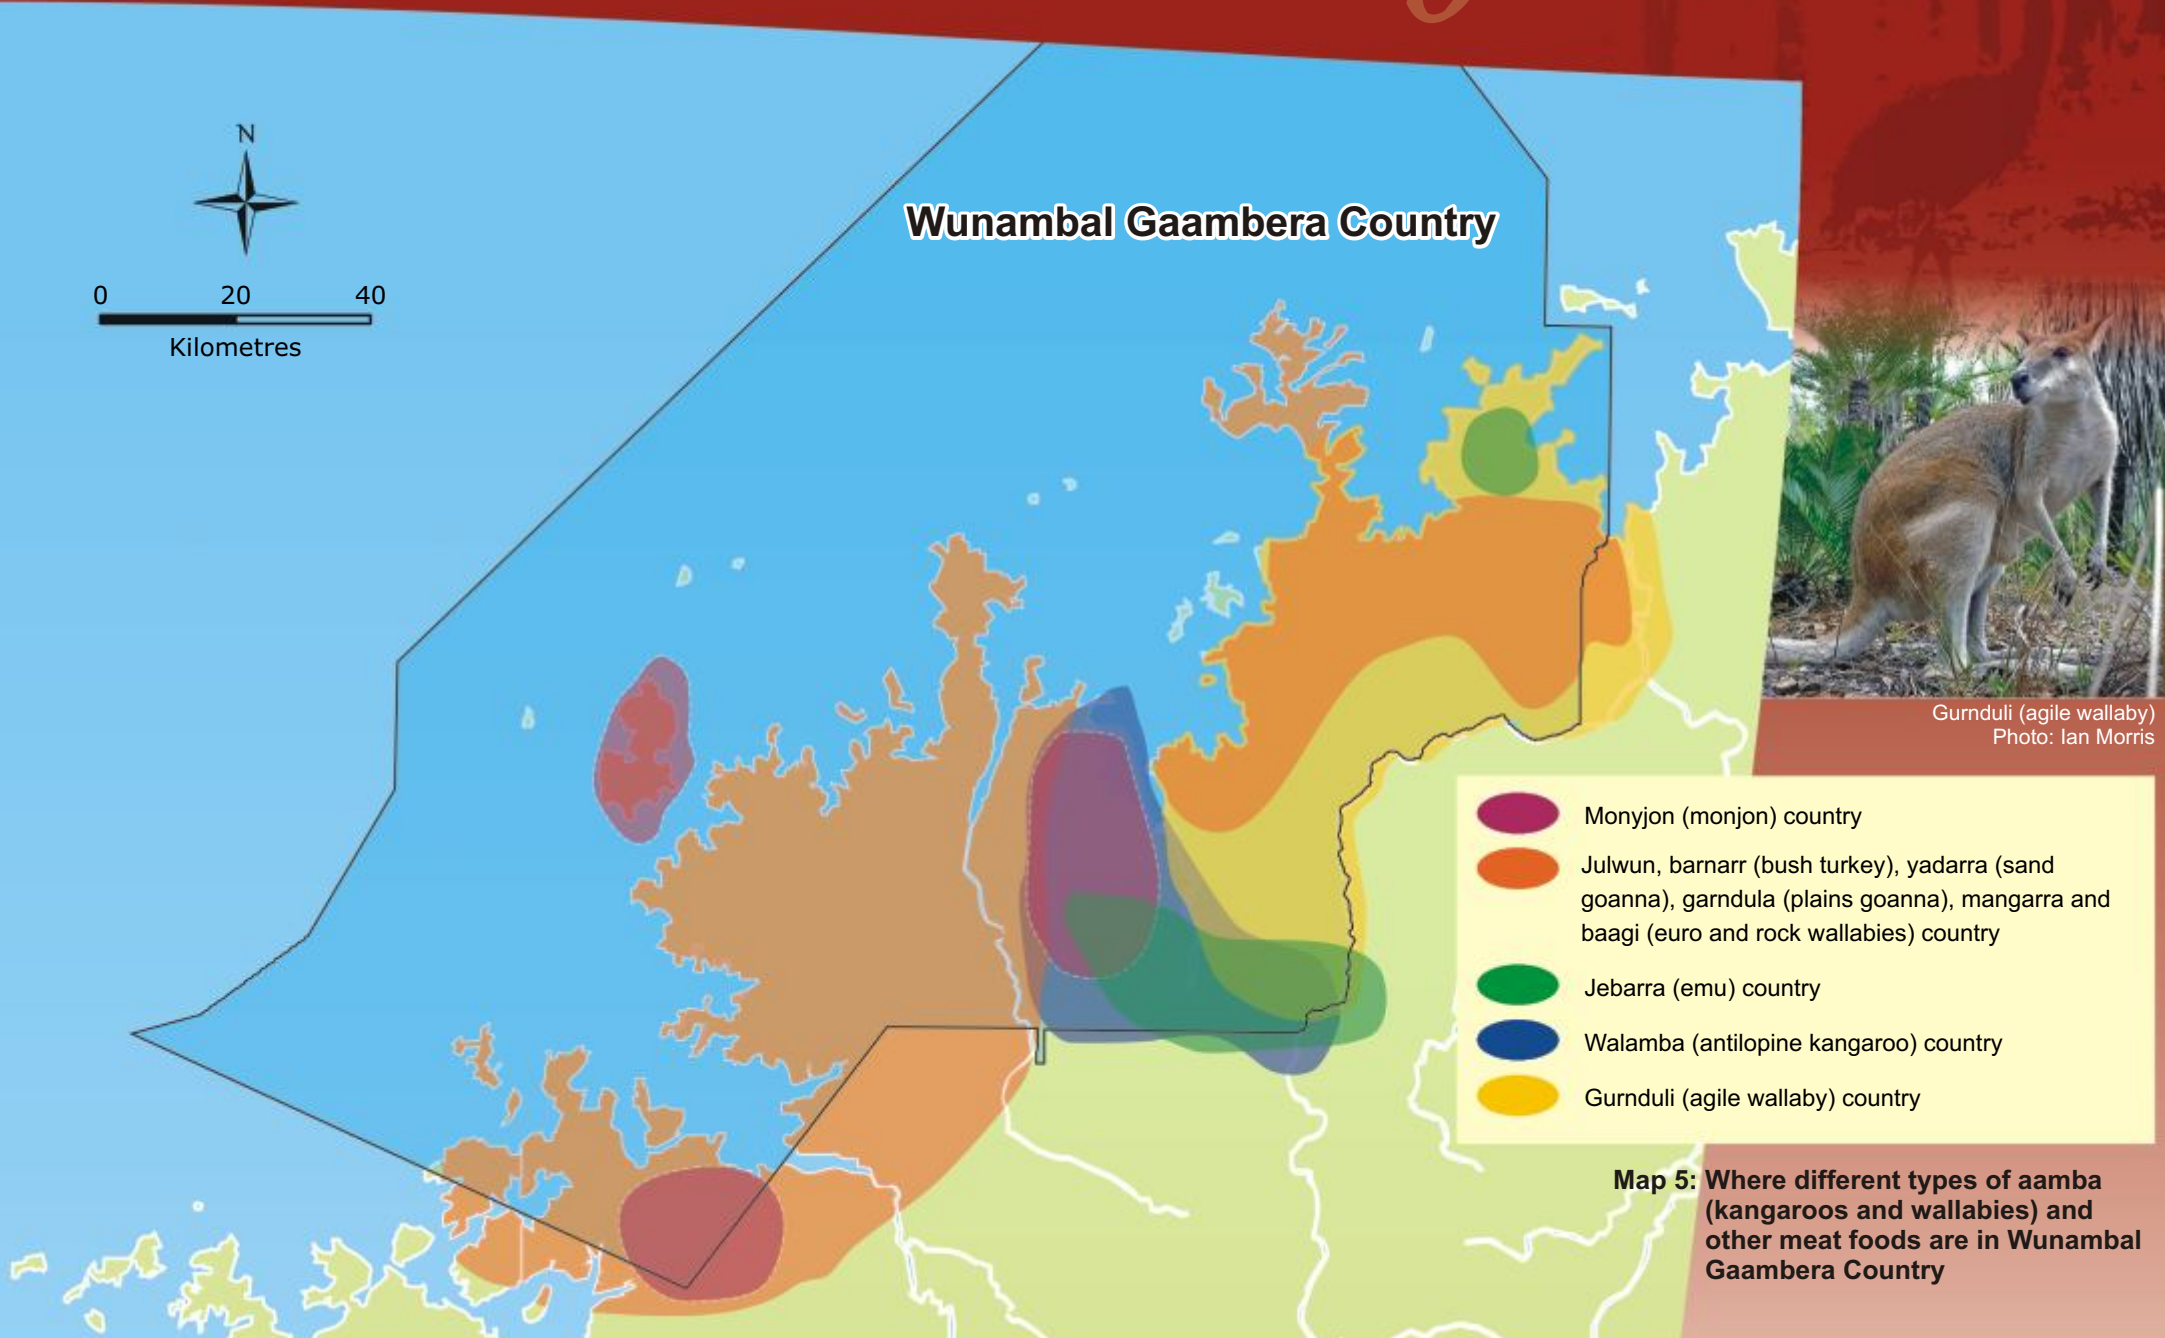 N
Wunambal Gaambera Country
0 20 40
Kilometres
Gurnduli (agile wallaby)
Photo: Ian Morris
Monyjon (monjon) country
Julwun, barnarr (bush turkey), yadarra (sand
goanna), garndula (plains goanna), mangarra and
baagi (euro and rock wallabies) country
Jebarra (emu) country
Walamba (antilopine kangaroo) country
Gurnduli (agile wallaby) country
Map 5: Where different types of aamba
(kangaroos and wallabies) and
other meat foods are in Wunambal
Gaambera Country